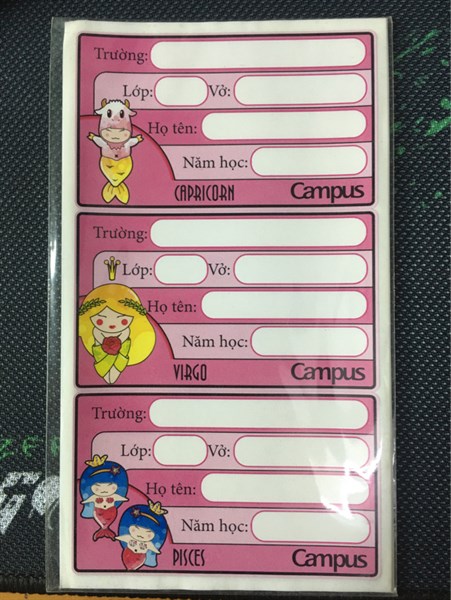 Trường:
Lớp: Vở:
Họ tên:
Năm học:
CAPRICORN Campus
Trường:
Lớp: Vở:
Họ tên:
Năm học:
VIRGO Campus
Trường:
Lớp: Vở:
Họ tên:
Năm học:
PISCES Campus